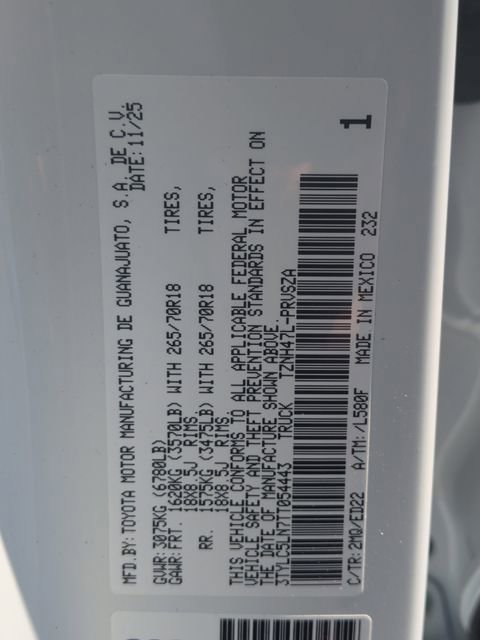 MFD.BY: TOYOTA MOTOR MANUFACTURING DE GUANAJUATO, S.A. DE C.V.
DATE: 11/25
GVWR: 3075KG (6780LB)
GAWR: FRT. 1620KG (3570LB) WITH 265/70R18 TIRES,
18X8.5J RIMS
RR. 1575KG (3475LB) WITH 265/70R18 TIRES,
18X8.5J RIMS.
THIS VEHICLE CONFORMS TO ALL APPLICABLE FEDERAL MOTOR
VEHICLE SAFETY AND THEFT PREVENTION STANDARDS IN EFFECT ON
THE DATE OF MANUFACTURE SHOWN ABOVE.
3TYLC5LN7TT054443 TRUCK TZNH47L-PRVSZA
1
C/TR: 2MQ/ED22 A/TM: /L580F MADE IN MEXICO 232